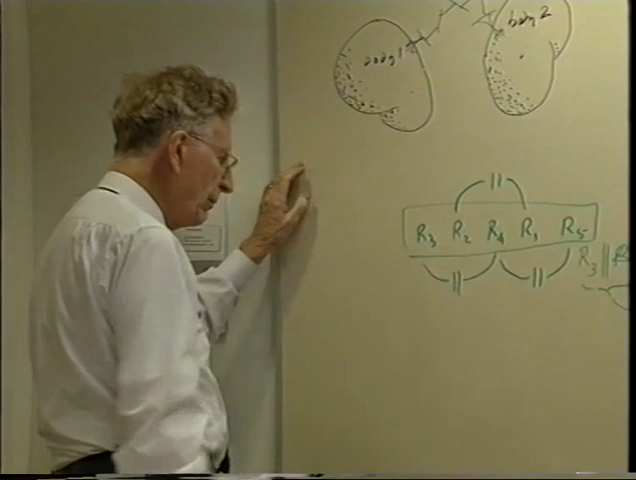 body 1 body 2
||
R₃ R₂ R₄ R₁ R₅
R₃ ||
|| ||